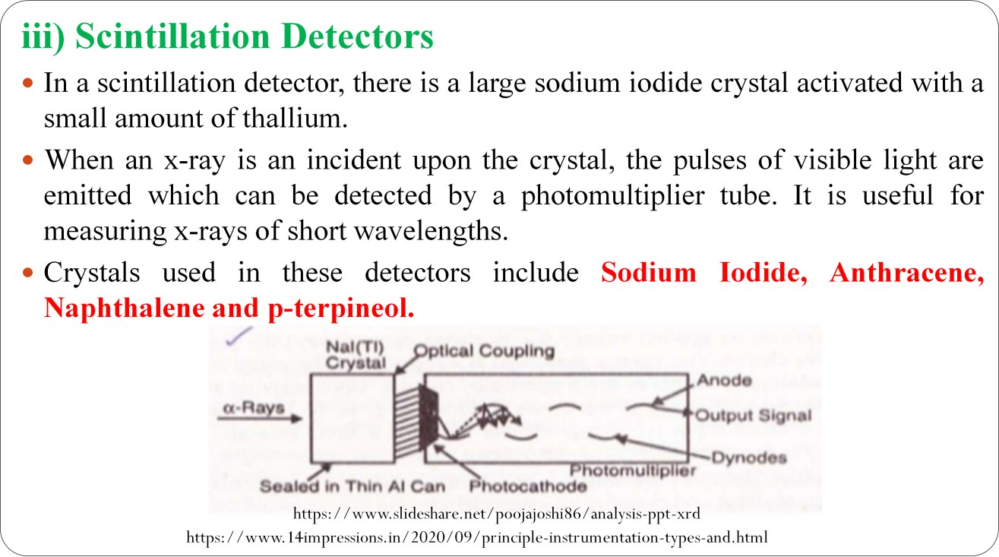 iii) Scintillation Detectors
• In a scintillation detector, there is a large sodium iodide crystal activated with a
small amount of thallium.
• When an x-ray is an incident upon the crystal, the pulses of visible light are
emitted which can be detected by a photomultiplier tube. It is useful for
measuring x-rays of short wavelengths.
• Crystals used in these detectors include Sodium Iodide, Anthracene,
Naphthalene and p-terpineol.
NaI(Tl)
Crystal
Optical Coupling
Anode
α-Rays
Output Signal
Dynodes
Photomultiplier
Sealed in Thin Al Can
Photocathode
https://www.slideshare.net/poojajoshi86/analysis-ppt-xrd
https://www.14impressions.in/2020/09/principle-instrumentation-types-and.html